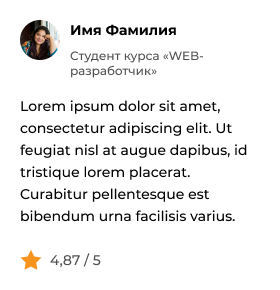 Имя Фамилия
Студент курса «WEB-
разработчик»
Lorem ipsum dolor sit amet,
consectetur adipiscing elit. Ut
feugiat nisl at augue dapibus, id
tristique lorem placerat.
Curabitur pellentesque est
bibendum urna facilisis varius.
4,87 / 5